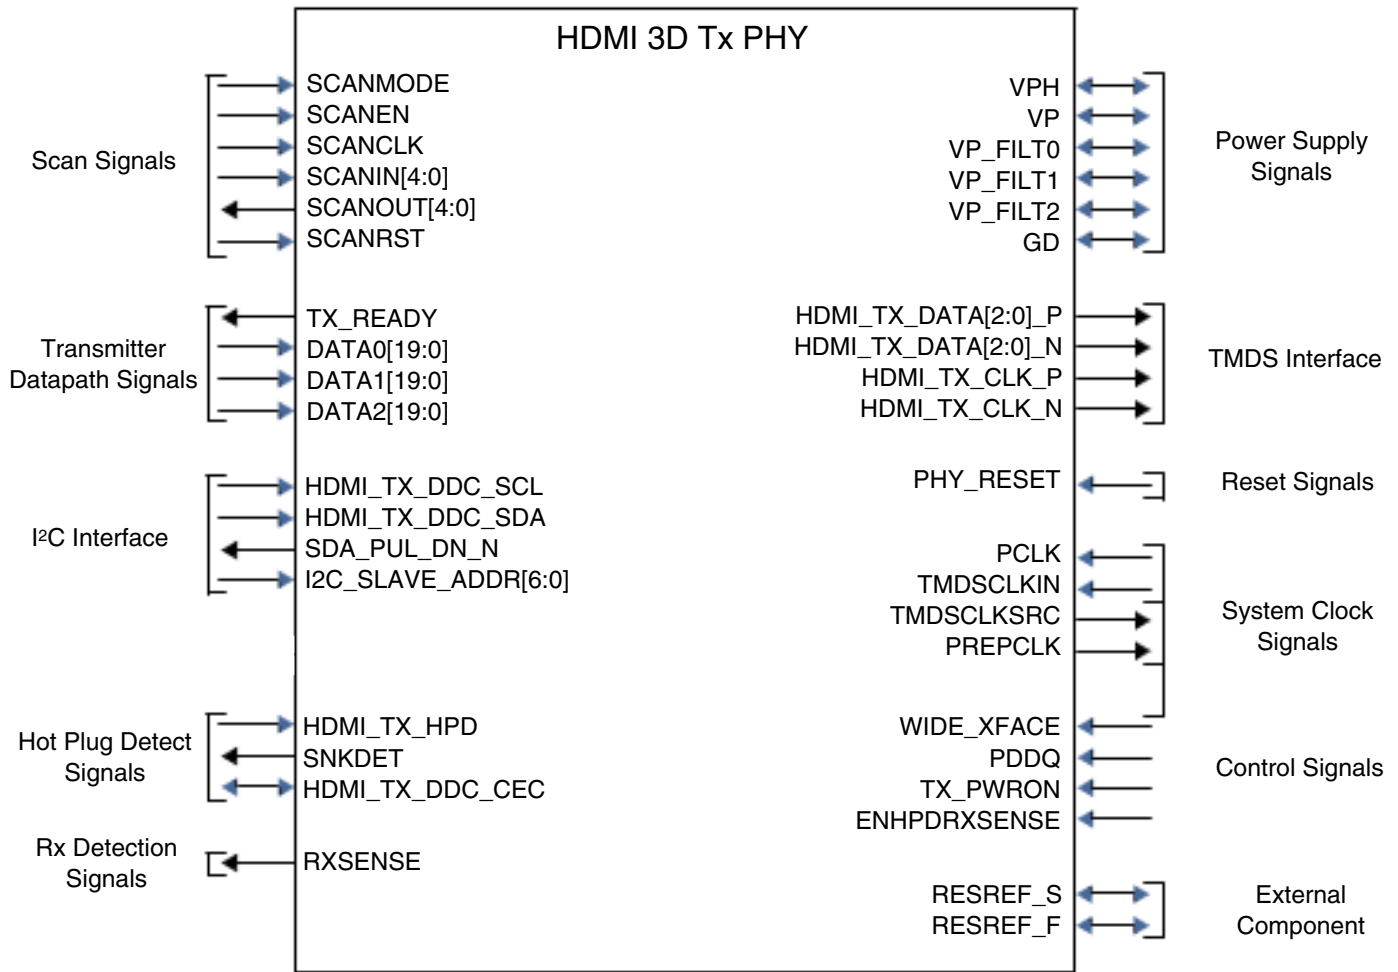 HDMI 3D Tx PHY
Scan Signals
SCANMODE
SCANEN
SCANCLK
SCANIN[4:0]
SCANOUT[4:0]
SCANRST
Transmitter
Datapath Signals
TX_READY
DATA0[19:0]
DATA1[19:0]
DATA2[19:0]
I2C Interface
HDMI_TX_DDC_SCL
HDMI_TX_DDC_SDA
SDA_PUL_DN_N
I2C_SLAVE_ADDR[6:0]
Hot Plug Detect
Signals
HDMI_TX_HPD
SNKDET
HDMI_TX_DDC_CEC
Rx Detection
Signals
RXSENSE
VPH
VP
VP_FILT0
VP_FILT1
VP_FILT2
GD
Power Supply
Signals
HDMI_TX_DATA[2:0]_P
HDMI_TX_DATA[2:0]_N
HDMI_TX_CLK_P
HDMI_TX_CLK_N
TMDS Interface
PHY_RESET
Reset Signals
PCLK
TMDSCLKIN
TMDSCLKSRC
PREPCLK
System Clock
Signals
WIDE_XFACE
PDDQ
TX_PWRON
ENHPDRXSENSE
Control Signals
RESREF_S
RESREF_F
External
Component